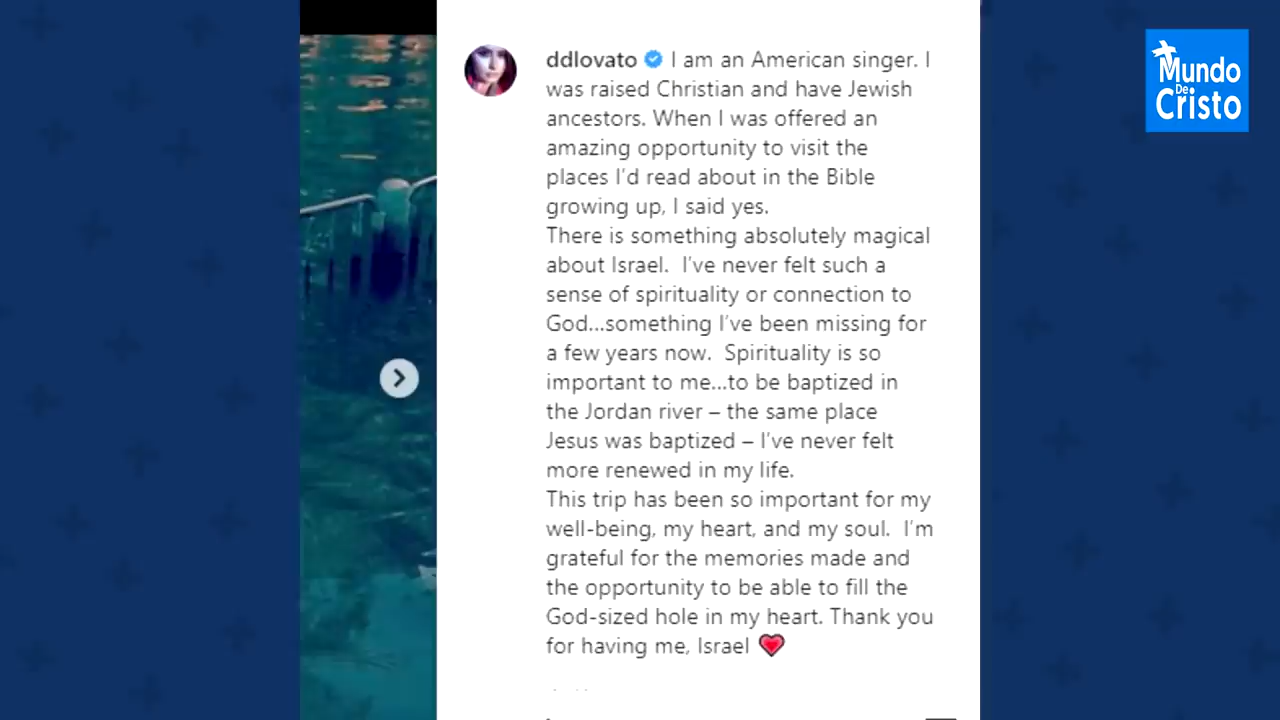 ddlovato I am an American singer. I
was raised Christian and have Jewish
ancestors. When I was offered an
amazing opportunity to visit the
places I'd read about in the Bible
growing up, I said yes.
There is something absolutely magical
about Israel.  I've never felt such a
sense of spirituality or connection to
God...something I've been missing for
a few years now.  Spirituality is so
important to me...to be baptized in
the Jordan river – the same place
Jesus was baptized – I've never felt
more renewed in my life.
This trip has been so important for my
well-being, my heart, and my soul.  I'm
grateful for the memories made and
the opportunity to be able to fill the
God-sized hole in my heart. Thank you
for having me, Israel ❤️
Mundo
De
Cristo